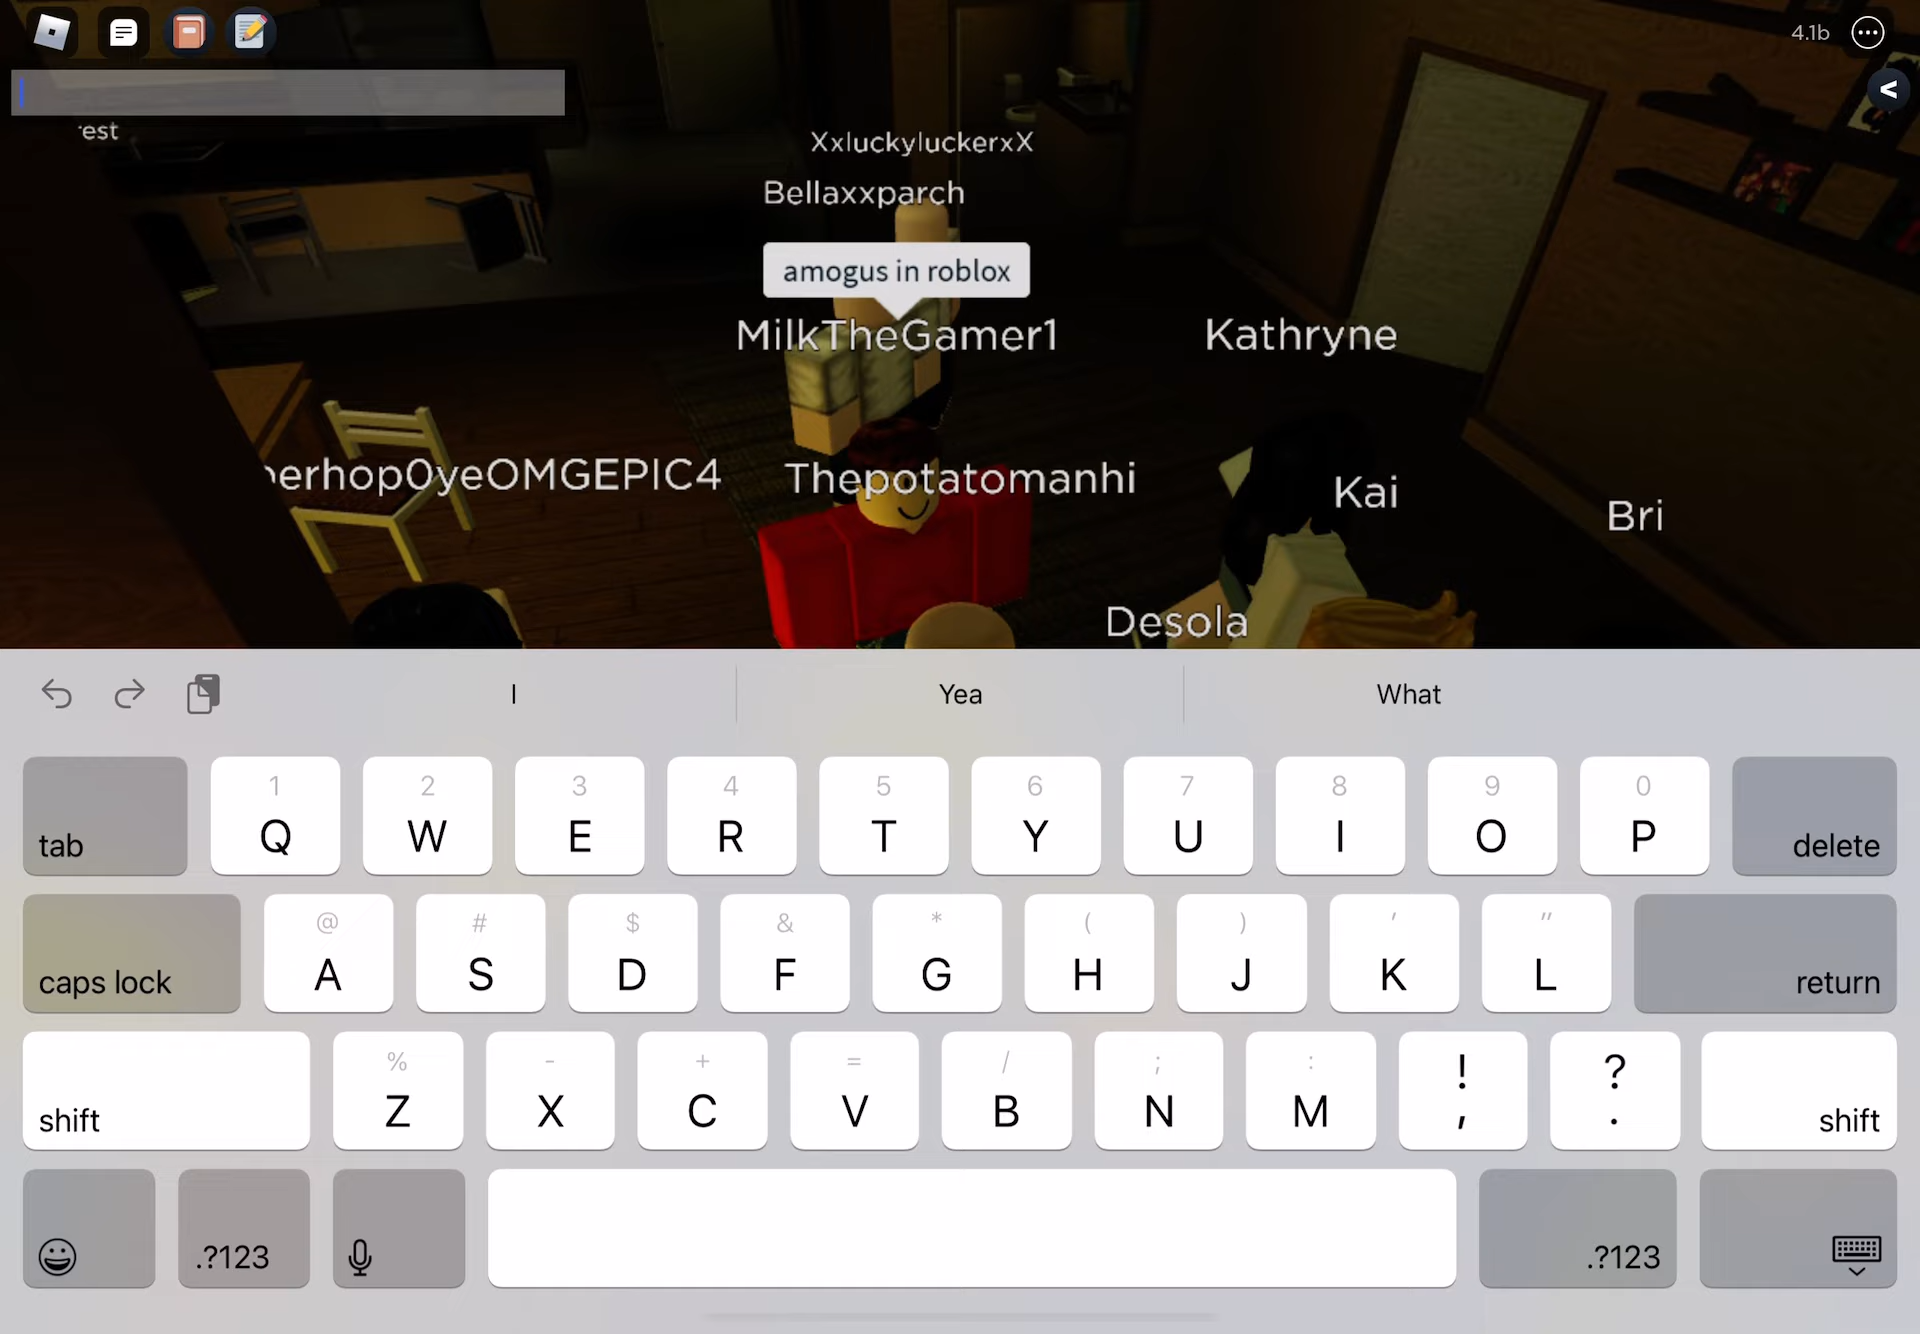 4.1b
<
est
XxluckyluckerxX
Bellaxxparch
amogus in roblox
MilkTheGamer1
Kathryne
erhop0yeOMGEPIC4
Thepotatomanhi
Kai
Bri
Desola
I Yea What
tab 1 Q 2 W 3 E 4 R 5 T 6 Y 7 U 8 I 9 O 0 P delete
caps lock @ A # S $ D & F * G ( H ) J ' K " L return
shift % Z - X + C = V / B ; N : M ! , ? . shift
.?123 .?123